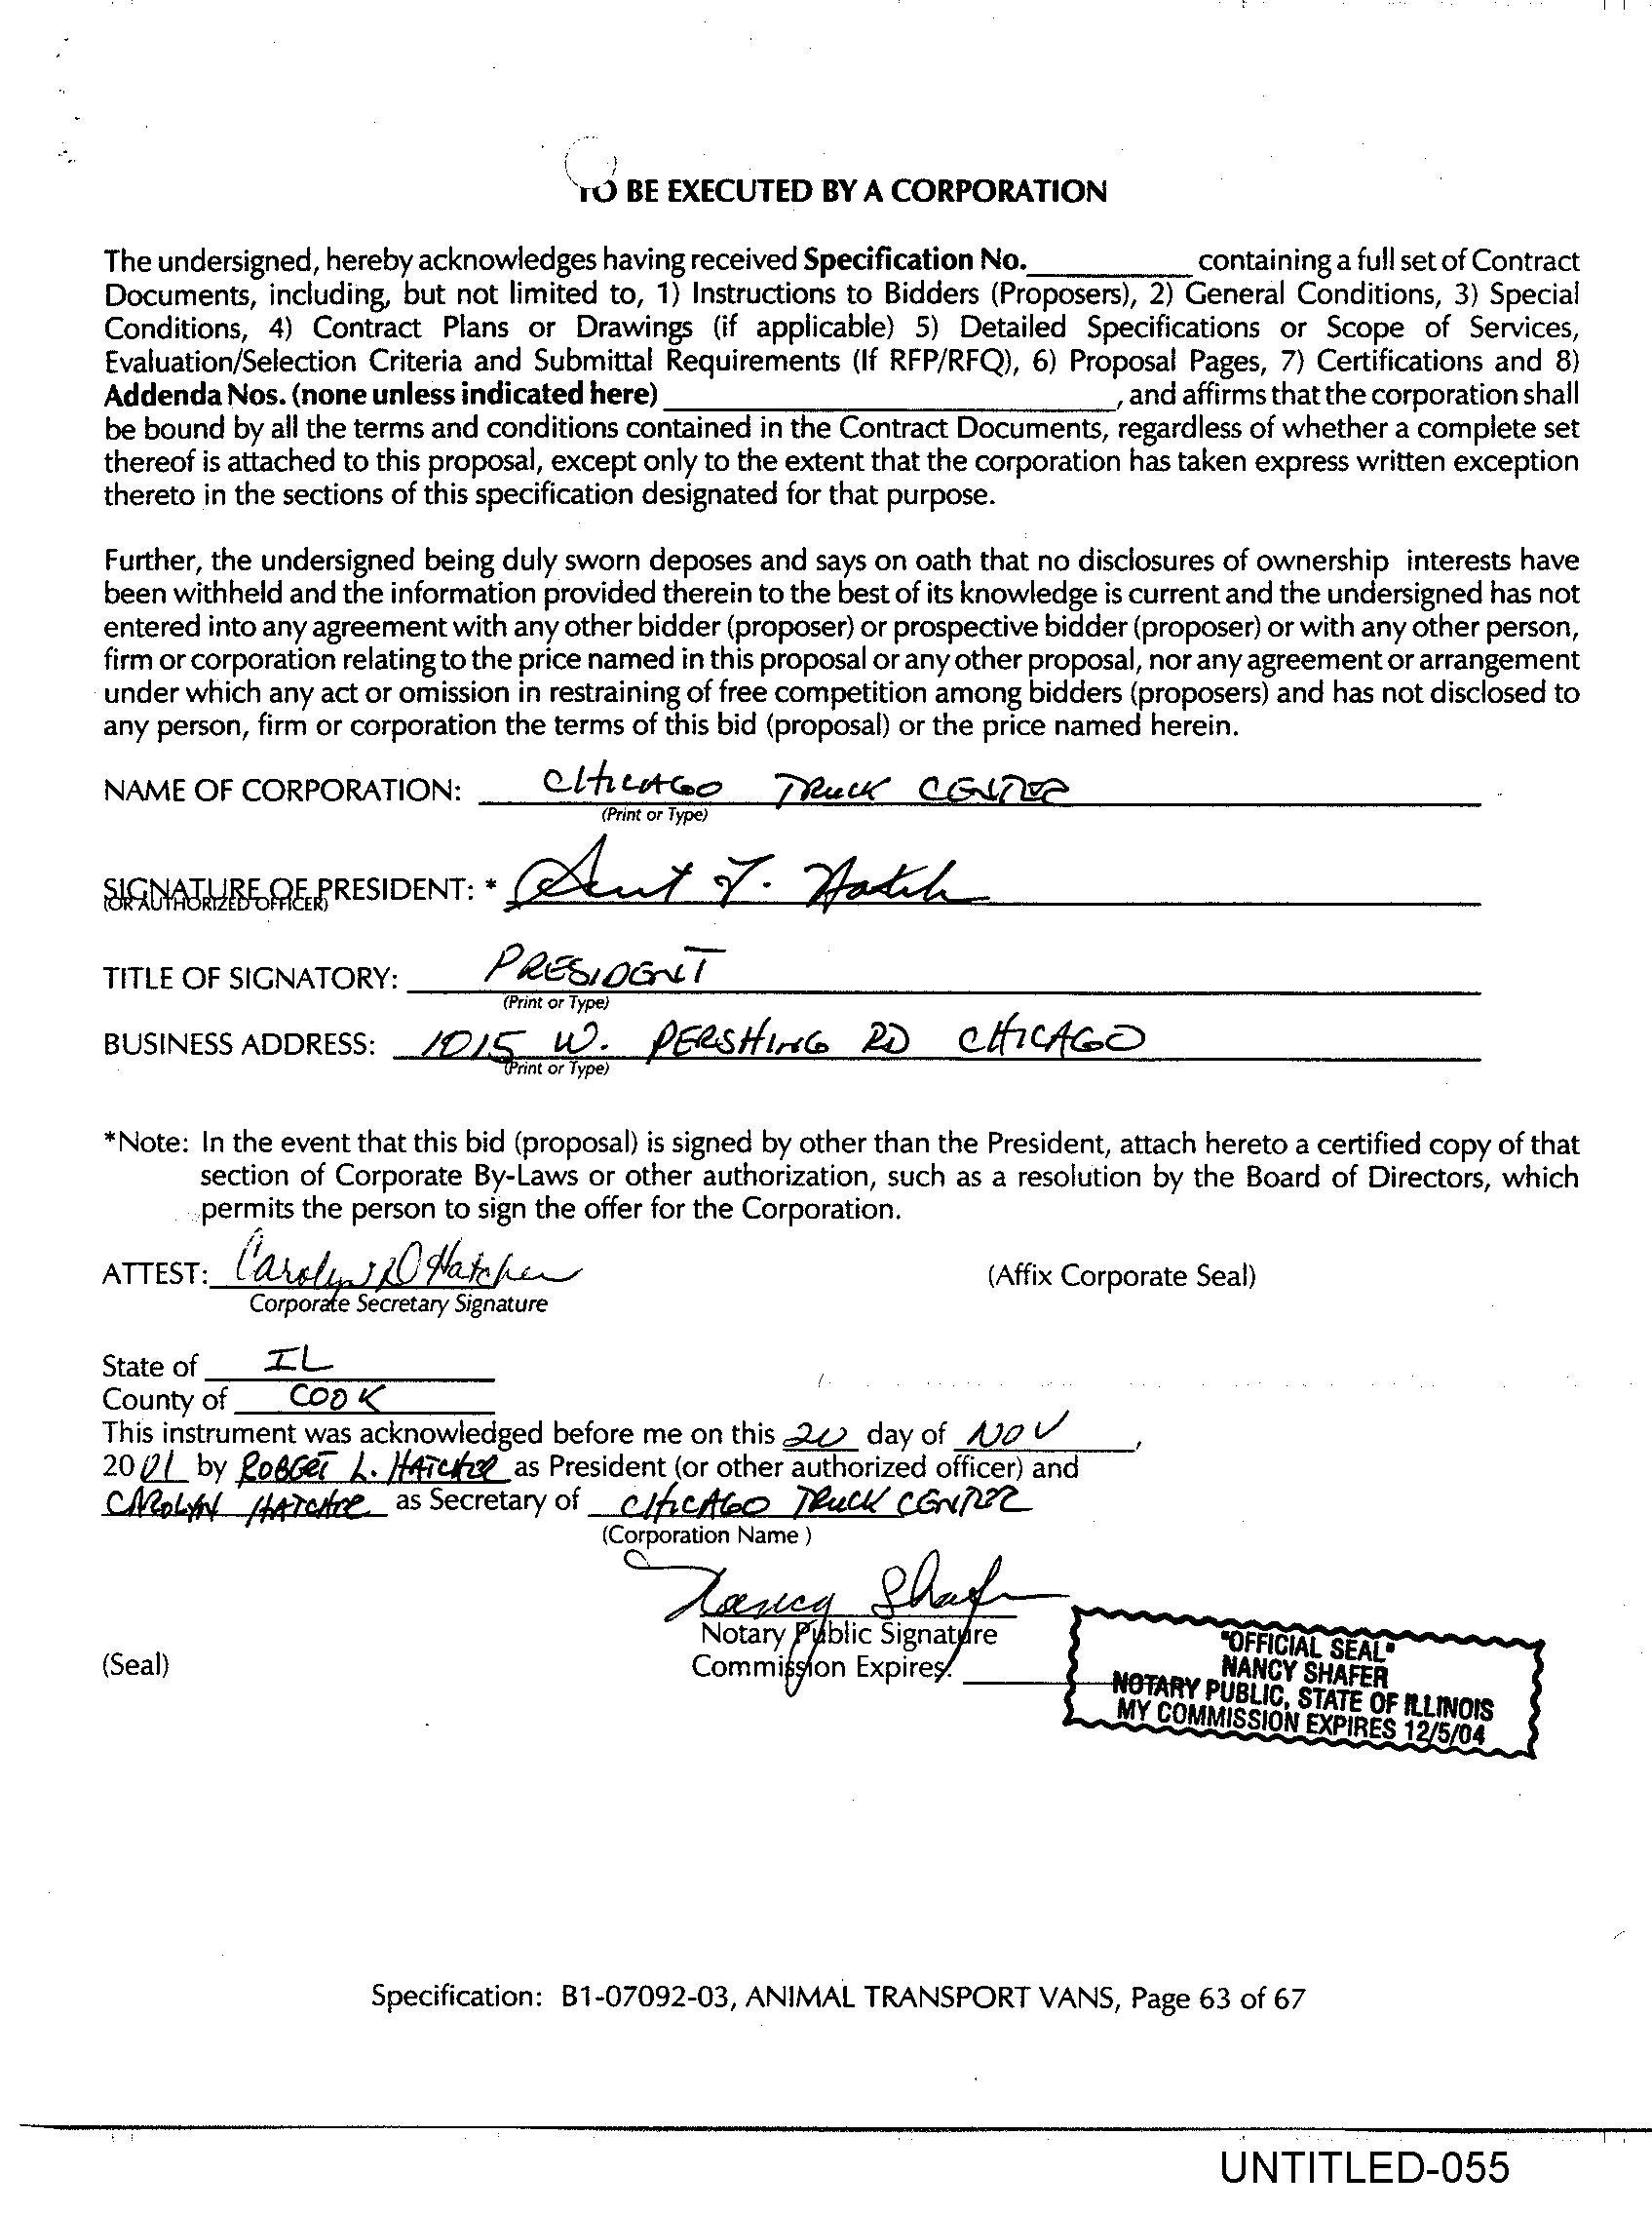 TO BE EXECUTED BY A CORPORATION
The undersigned, hereby acknowledges having received Specification No.____________ containing a full set of Contract
Documents, including, but not limited to, 1) Instructions to Bidders (Proposers), 2) General Conditions, 3) Special
Conditions, 4) Contract Plans or Drawings (if applicable) 5) Detailed Specifications or Scope of Services,
Evaluation/Selection Criteria and Submittal Requirements (If RFP/RFQ), 6) Proposal Pages, 7) Certifications and 8)
Addenda Nos. (none unless indicated here)________________________________, and affirms that the corporation shall
be bound by all the terms and conditions contained in the Contract Documents, regardless of whether a complete set
thereof is attached to this proposal, except only to the extent that the corporation has taken express written exception
thereto in the sections of this specification designated for that purpose.
Further, the undersigned being duly sworn deposes and says on oath that no disclosures of ownership interests have
been withheld and the information provided therein to the best of its knowledge is current and the undersigned has not
entered into any agreement with any other bidder (proposer) or prospective bidder (proposer) or with any other person,
firm or corporation relating to the price named in this proposal or any other proposal, nor any agreement or arrangement
under which any act or omission in restraining of free competition among bidders (proposers) and has not disclosed to
any person, firm or corporation the terms of this bid (proposal) or the price named herein.
NAME OF CORPORATION: CHICAGO TRUCK CENTER
(Print or Type)
SIGNATURE OF PRESIDENT: *
(OR AUTHORIZED OFFICER)
TITLE OF SIGNATORY: PRESIDENT
(Print or Type)
BUSINESS ADDRESS: 1015 W. PERSHING RD CHICAGO
(Print or Type)
*Note: In the event that this bid (proposal) is signed by other than the President, attach hereto a certified copy of that
section of Corporate By-Laws or other authorization, such as a resolution by the Board of Directors, which
permits the person to sign the offer for the Corporation.
ATTEST: Carolyn D Hatcher (Affix Corporate Seal)
Corporate Secretary Signature
State of IL
County of COOK
This instrument was acknowledged before me on this 20 day of NOV,
20 01 by ROBERT L. HATCHER as President (or other authorized officer) and
CAROLYN HATCHER as Secretary of CHICAGO TRUCK CENTER
(Corporation Name )
Nancy Shafer
Notary Public Signature
(Seal) Commission Expires:
"OFFICIAL SEAL"
NANCY SHAFER
NOTARY PUBLIC, STATE OF ILLINOIS
MY COMMISSION EXPIRES 12/5/04
Specification: B1-07092-03, ANIMAL TRANSPORT VANS, Page 63 of 67
UNTITLED-055